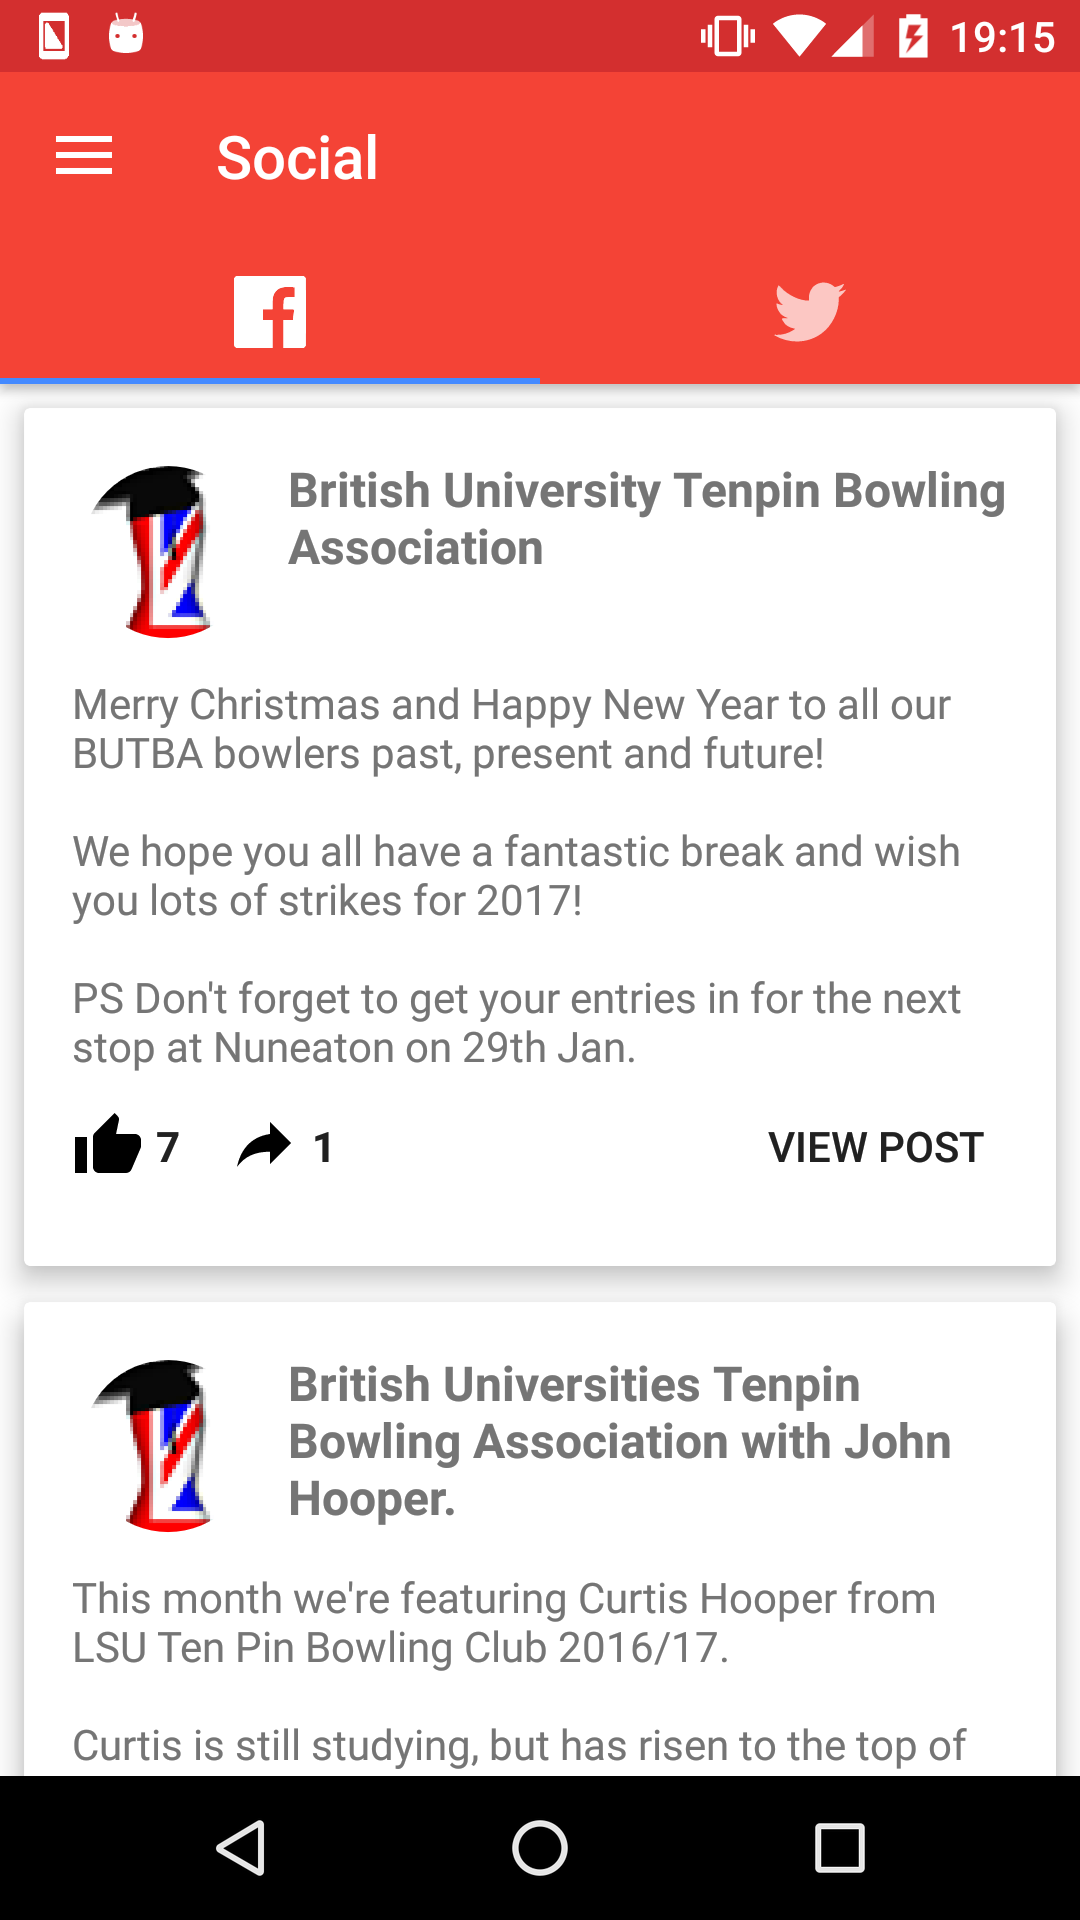 19:15
Social
British University Tenpin Bowling
Association
Merry Christmas and Happy New Year to all our
BUTBA bowlers past, present and future!
We hope you all have a fantastic break and wish
you lots of strikes for 2017!
PS Don't forget to get your entries in for the next
stop at Nuneaton on 29th Jan.
7 1 VIEW POST
British Universities Tenpin
Bowling Association with John
Hooper.
This month we're featuring Curtis Hooper from
LSU Ten Pin Bowling Club 2016/17.
Curtis is still studying, but has risen to the top of